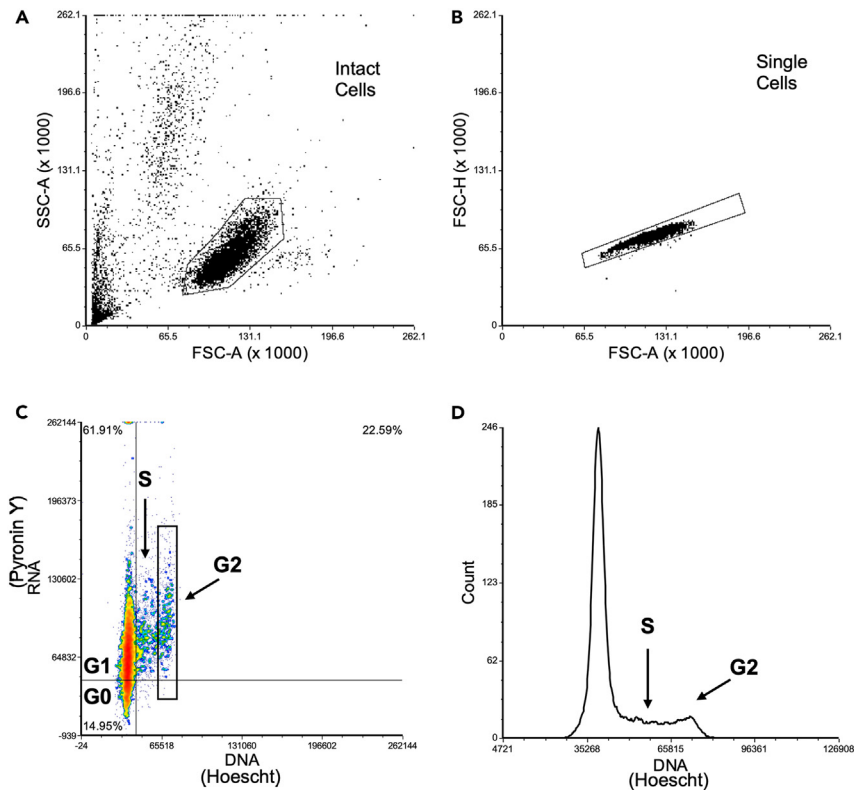 A
262.1
196.6
131.1
65.5
0
SSC-A (x 1000)
Intact
Cells
0
65.5
131.1
196.6
262.1
FSC-A (x 1000)
B
262.1
196.6
131.1
65.5
0
FSC-H (x 1000)
Single
Cells
0
65.5
131.1
196.6
262.1
FSC-A (x 1000)
C
262144
196373
130602
64832
-939
(Pyronin Y)
RNA
61.91%
22.59%
S
G2
G1
G0
14.95%
-24
65518
131060
196602
262144
DNA
(Hoescht)
D
246
185
123
62
0
Count
S
G2
4721
35268
65815
96361
126908
DNA
(Hoescht)